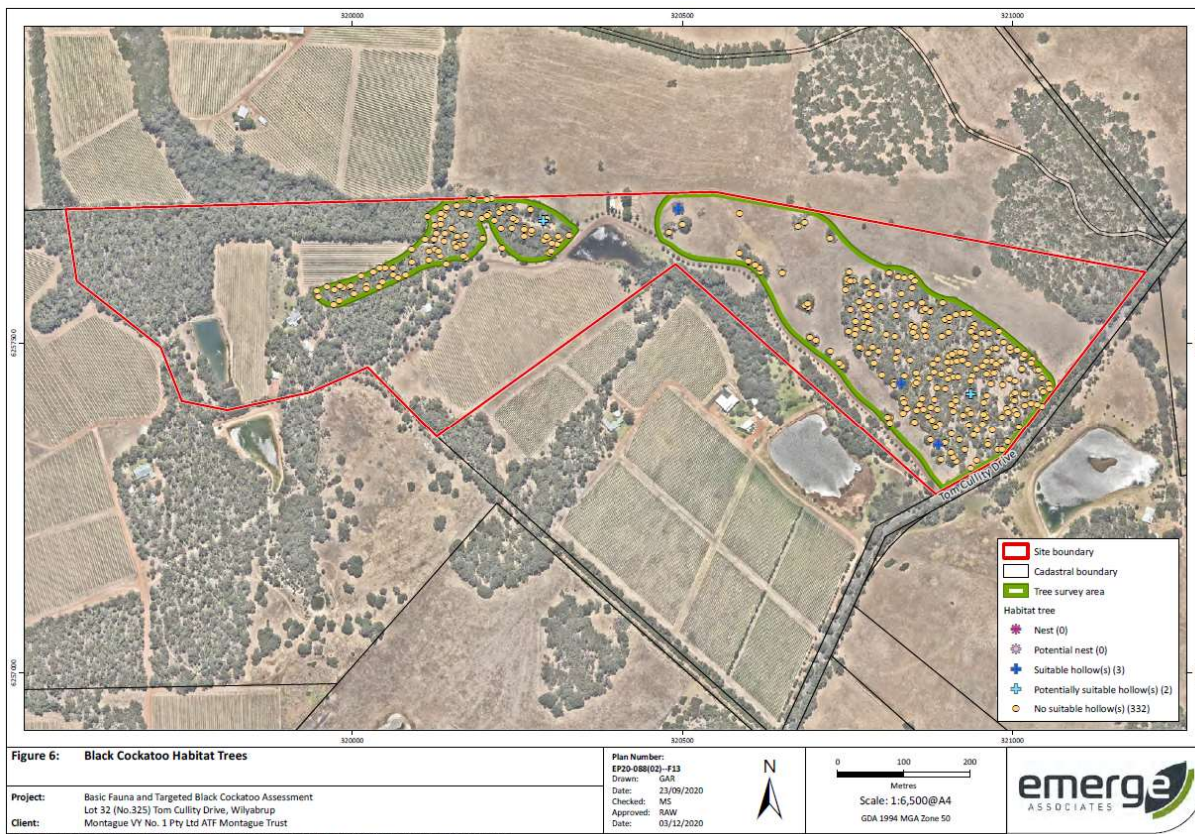 320000
320500
321000
6257500
6257000
Tom Cullity Drive
Site boundary
Cadastral boundary
Tree survey area
Habitat tree
Nest (0)
Potential nest (0)
Suitable hollow(s) (3)
Potentially suitable hollow(s) (2)
No suitable hollow(s) (332)
320000
320500
321000
Figure 6: Black Cockatoo Habitat Trees
Project: Basic Fauna and Targeted Black Cockatoo Assessment
Lot 32 (No.325) Tom Cullity Drive, Wilyabrup
Client: Montague VY No. 1 Pty Ltd ATF Montague Trust
Plan Number:
EP20-088(02)--F13
Drawn: GAR
Date: 23/09/2020
Checked: MS
Approved: RAW
Date: 03/12/2020
N
0 100 200
Metres
Scale: 1:6,500@A4
GDA 1994 MGA Zone 50
emerge
ASSOCIATES